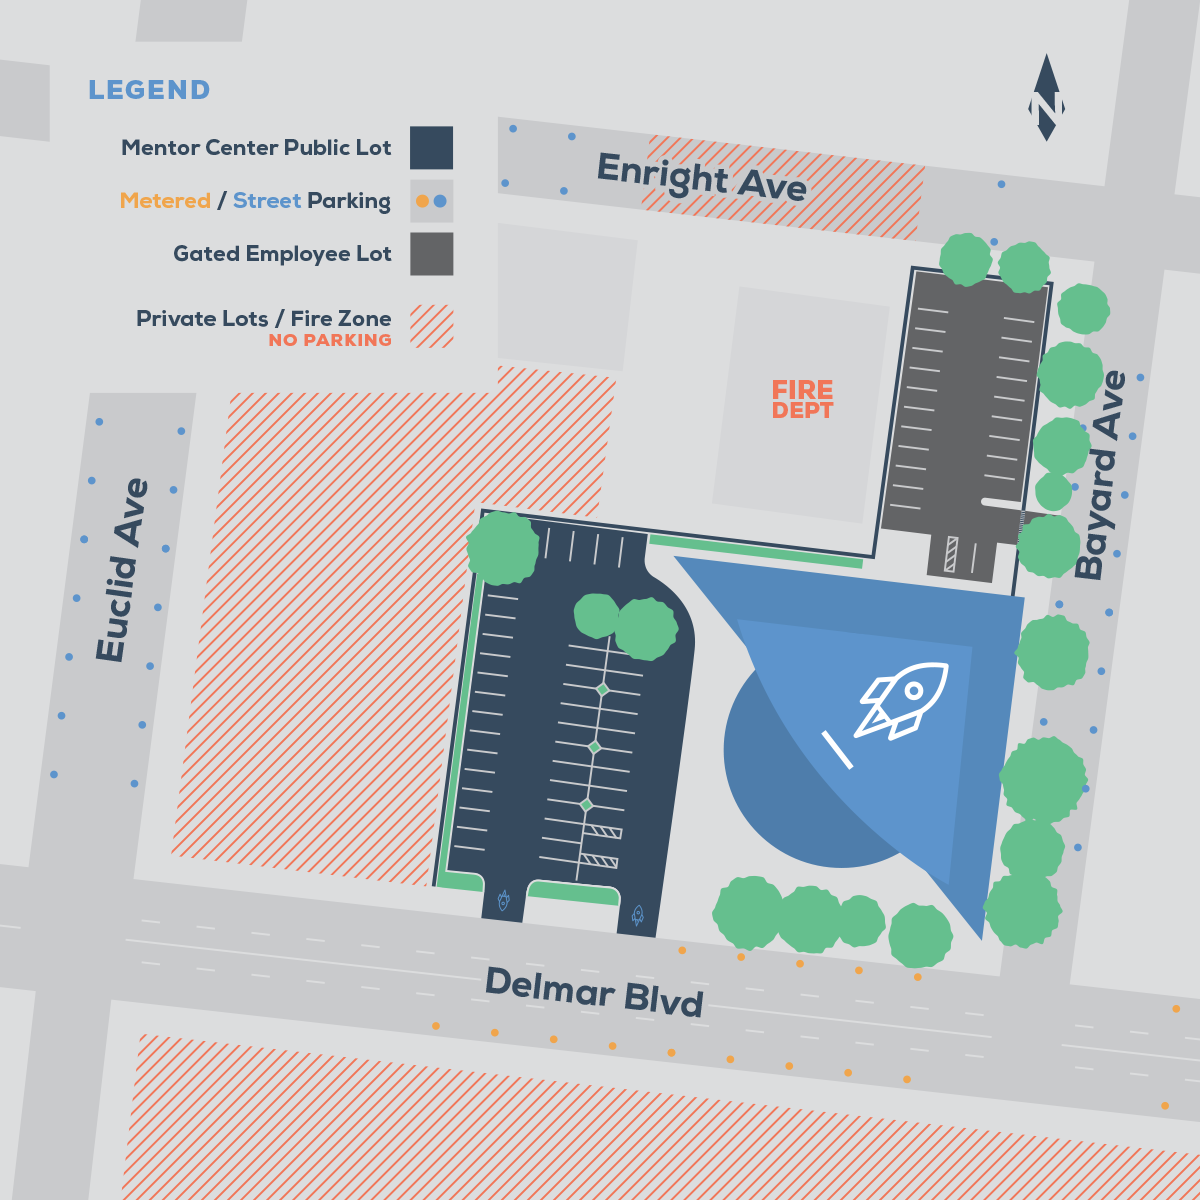 LEGEND
Mentor Center Public Lot
Metered / Street Parking
Gated Employee Lot
Private Lots / Fire Zone
NO PARKING
N
Enright Ave
FIRE
DEPT
Bayard Ave
Euclid Ave
Delmar Blvd